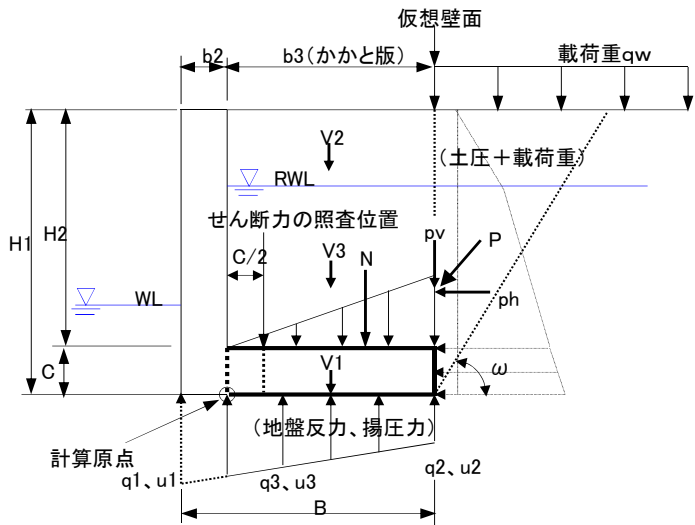 仮想壁面
b2
b3（かかと版）
載荷重qw
V2
（土圧＋載荷重）
RWL
せん断力の照査位置
H1
H2
C/2
V3
N
pv
P
ph
WL
C
V1
ω
（地盤反力、揚圧力）
計算原点
q1、u1
q3、u3
q2、u2
B